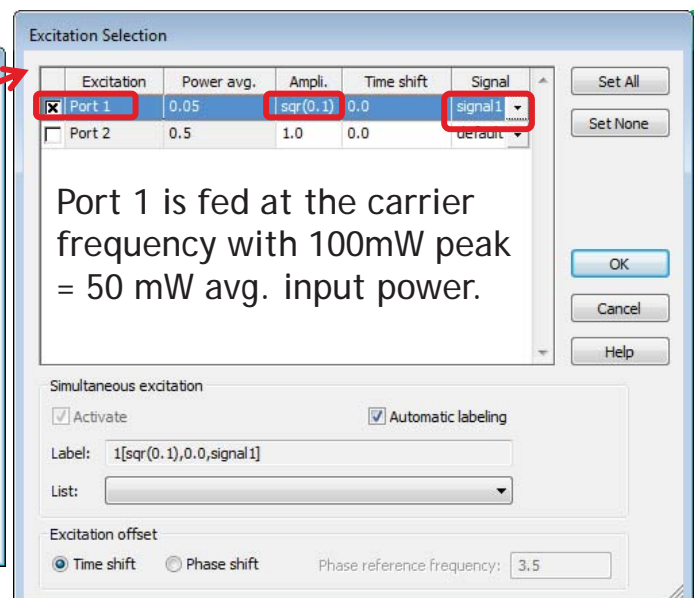 Excitation Selection
Excitation Power avg. Ampli. Time shift Signal
Port 1 0.05 sqr(0.1) 0.0 signal1
Port 2 0.5 1.0 0.0 default
Set All
Set None
Port 1 is fed at the carrier
frequency with 100mW peak
= 50 mW avg. input power.
OK
Cancel
Help
Simultaneous excitation
Activate Automatic labeling
Label: 1[sqr(0.1),0.0,signal1]
List:
Excitation offset
Time shift Phase shift Phase reference frequency: 3.5